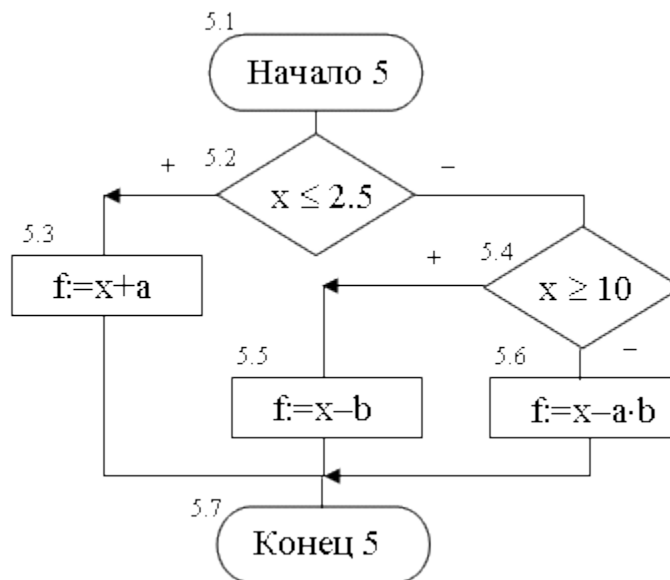 5.1
Начало 5
5.2
+
–
x ≤ 2.5
5.3
f:=x+a
5.4
+
x ≥ 10
–
5.5
f:=x–b
5.6
f:=x–a·b
5.7
Конец 5